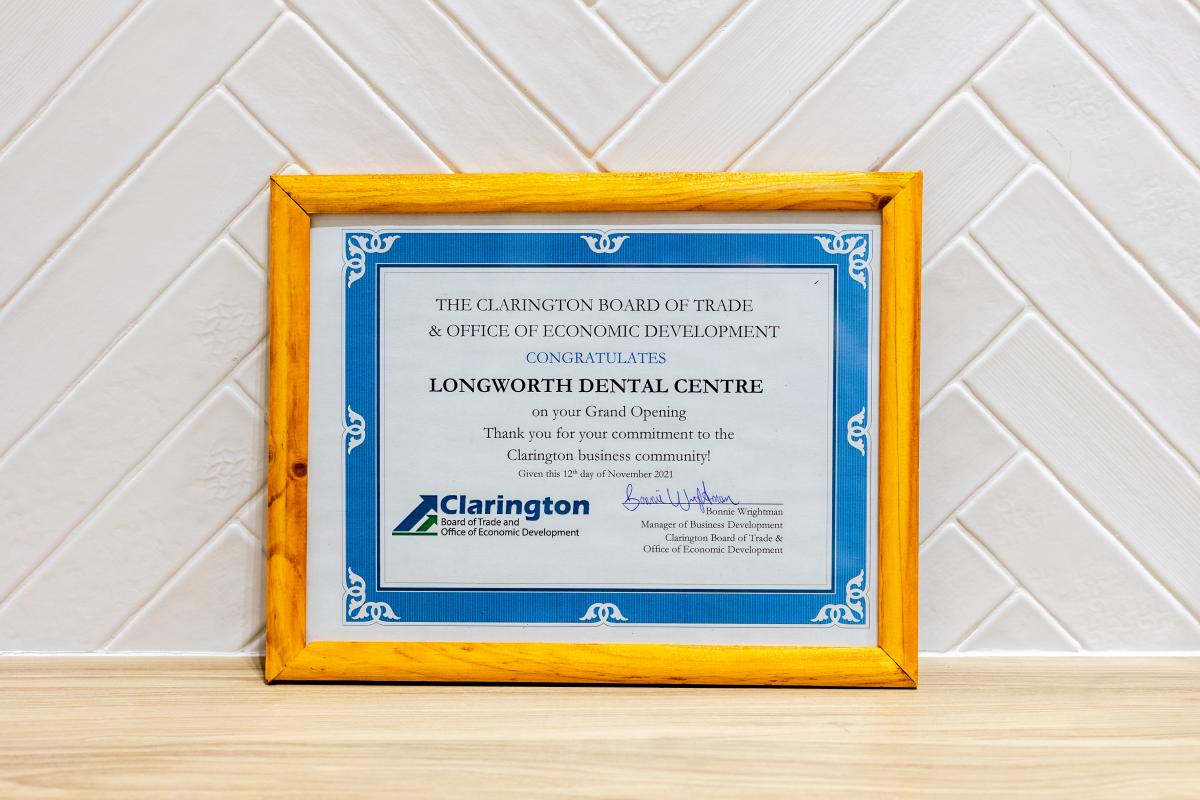 THE CLARINGTON BOARD OF TRADE
& OFFICE OF ECONOMIC DEVELOPMENT
CONGRATULATES
LONGWORTH DENTAL CENTRE
on your Grand Opening
Thank you for your commitment to the
Clarington business community!
Given this 12th day of November 2021
Clarington
Board of Trade and
Office of Economic Development
Bonnie Wrightman
Bonnie Wrightman
Manager of Business Development
Clarington Board of Trade &
Office of Economic Development